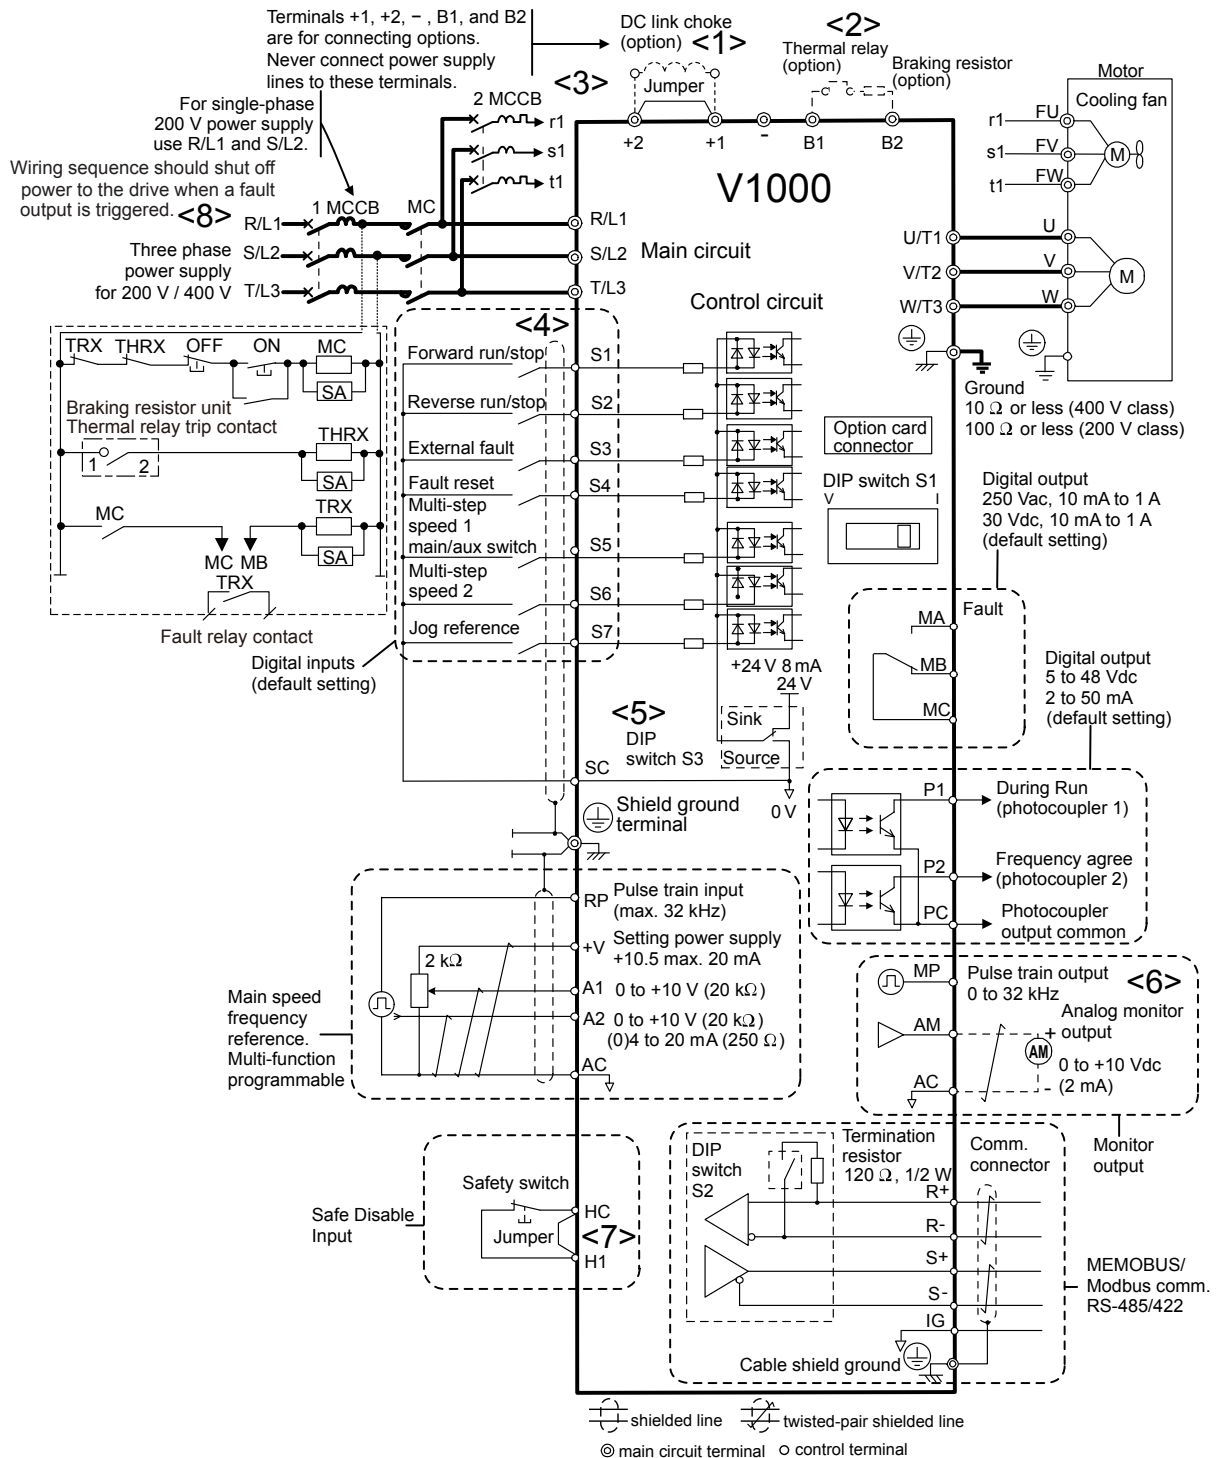 Terminals +1, +2, − , B1, and B2
are for connecting options.
Never connect power supply
lines to these terminals.
DC link choke
(option) <1>
Jumper
<2>
Thermal relay
(option)
Braking resistor
(option)
<3>
2 MCCB
r1
s1
t1
+2
+1
-
B1
B2
Motor
Cooling fan
r1
FU
s1
FV
t1
FW
M
For single-phase
200 V power supply
use R/L1 and S/L2.
Wiring sequence should shut off
power to the drive when a fault
output is triggered. <8>
1 MCCB
MC
R/L1
S/L2
T/L3
Three phase
power supply
for 200 V / 400 V
R/L1
S/L2
T/L3
V1000
Main circuit
Control circuit
U/T1
V/T2
W/T3
U
V
W
M
Ground
10 Ω or less (400 V class)
100 Ω or less (200 V class)
TRX
THRX
OFF
ON
MC
SA
Braking resistor unit
Thermal relay trip contact
1
2
THRX
SA
MC
TRX
SA
MC MB
TRX
Fault relay contact
<4>
Forward run/stop
S1
Reverse run/stop
S2
External fault
S3
Fault reset
S4
Multi-step
speed 1
main/aux switch
S5
Multi-step
speed 2
S6
Jog reference
S7
Digital inputs
(default setting)
Option card
connector
DIP switch S1
V
I
+24 V 8 mA
24 V
<5>
DIP
switch S3
Sink
Source
SC
0 V
Shield ground
terminal
Digital output
250 Vac, 10 mA to 1 A
30 Vdc, 10 mA to 1 A
(default setting)
MA
Fault
MB
MC
Digital output
5 to 48 Vdc
2 to 50 mA
(default setting)
P1
During Run
(photocoupler 1)
P2
Frequency agree
(photocoupler 2)
PC
Photocoupler
output common
RP
Pulse train input
(max. 32 kHz)
+V
Setting power supply
+10.5 max. 20 mA
2 kΩ
A1
0 to +10 V (20 kΩ)
A2
0 to +10 V (20 kΩ)
(0)4 to 20 mA (250 Ω)
AC
Main speed
frequency
reference.
Multi-function
programmable
MP
Pulse train output
0 to 32 kHz
<6>
AM
Analog monitor
output
+
AM
0 to +10 Vdc
(2 mA)
AC
-
Monitor
output
Safe Disable
Input
Safety switch
Jumper
HC
<7>
H1
DIP
switch
S2
Termination
resistor
120 Ω, 1/2 W
Comm.
connector
R+
R-
S+
S-
IG
Cable shield ground
MEMOBUS/
Modbus comm.
RS-485/422
shielded line
twisted-pair shielded line
main circuit terminal
control terminal